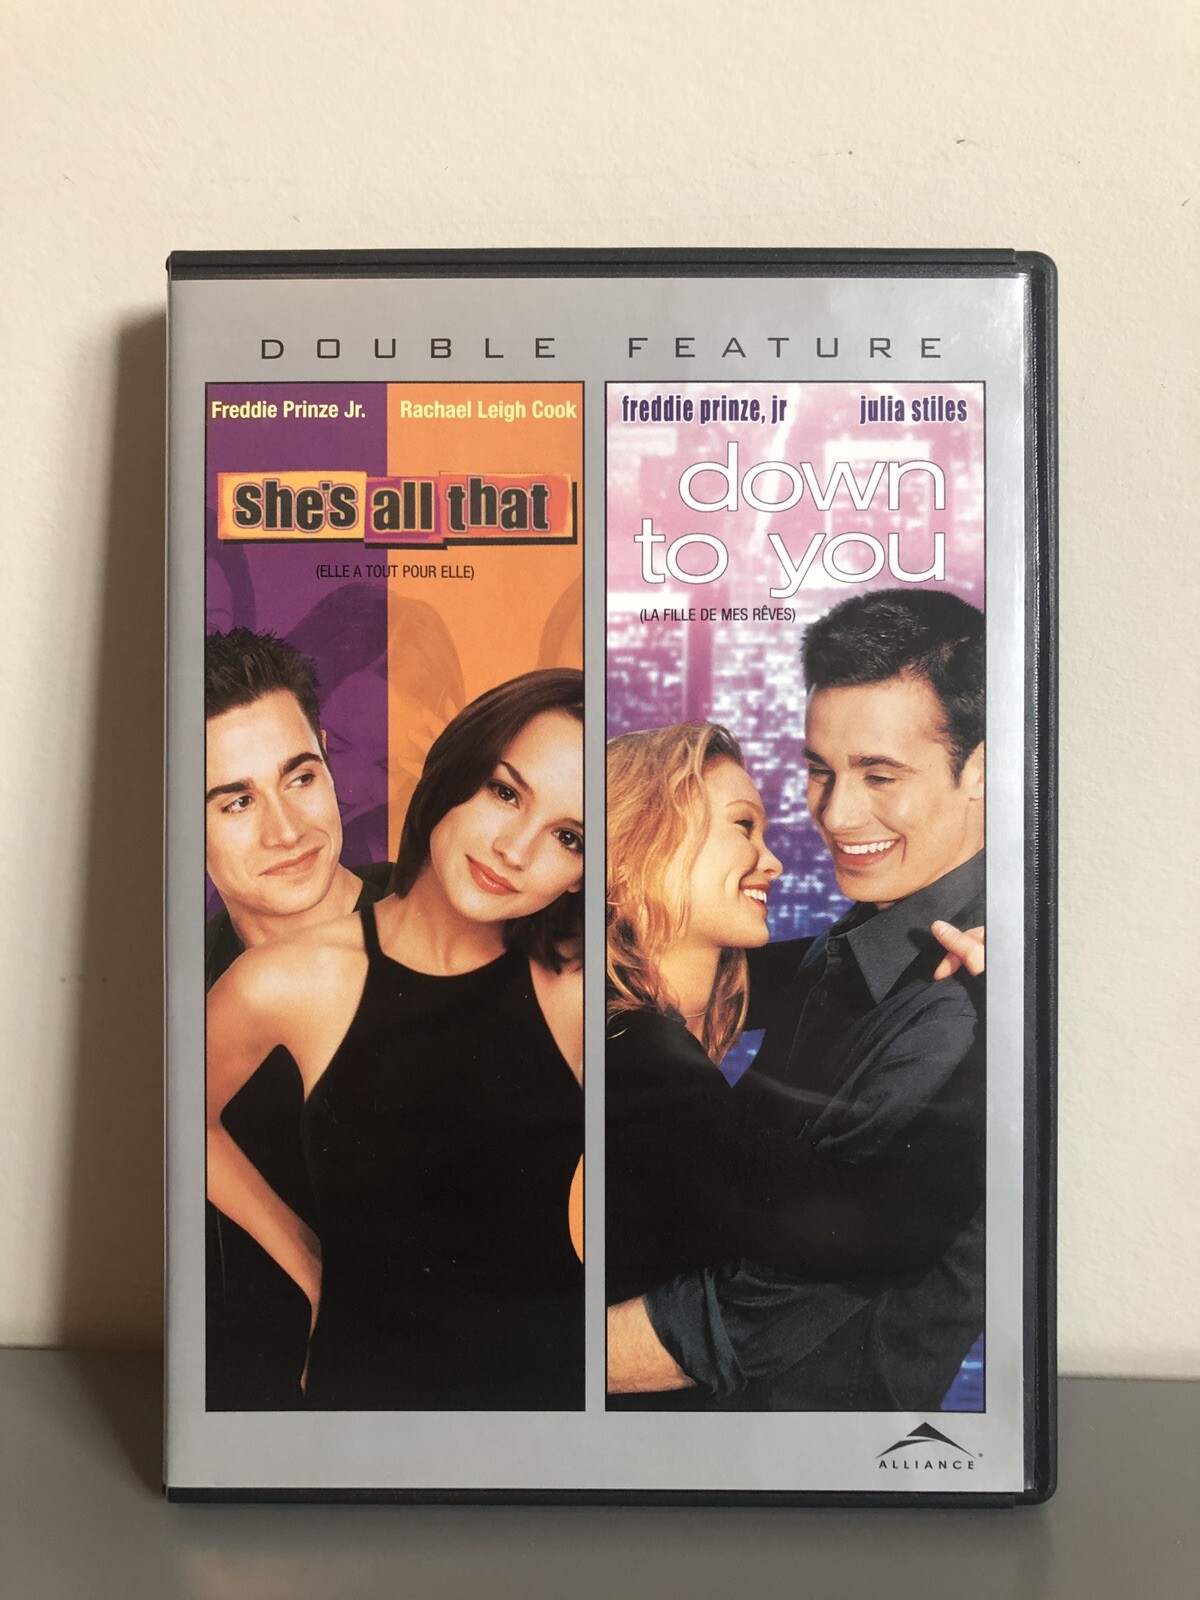 DOUBLE FEATURE
Freddie Prinze Jr. Rachael Leigh Cook
she's all that
(ELLE A TOUT POUR ELLE)
freddie prinze, jr julia stiles
down
to you
(LA FILLE DE MES RÊVES)
ALLIANCE